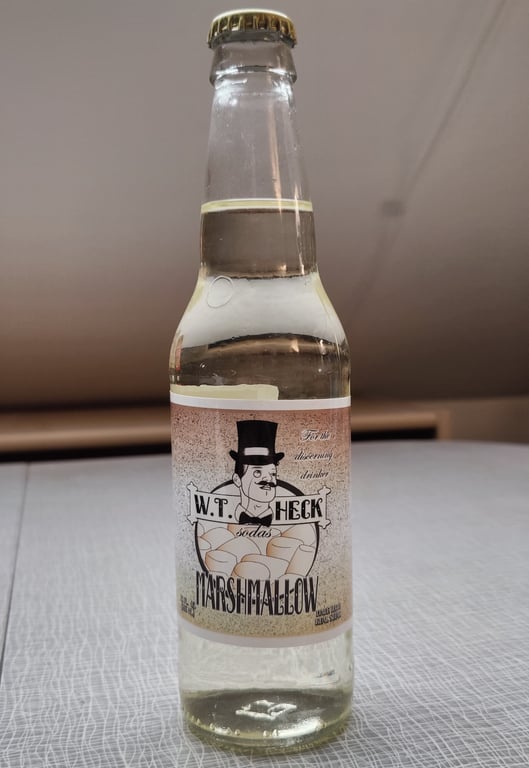 For the
discerning
drinker
W.T. HECK
sodas
MARSHMALLOW